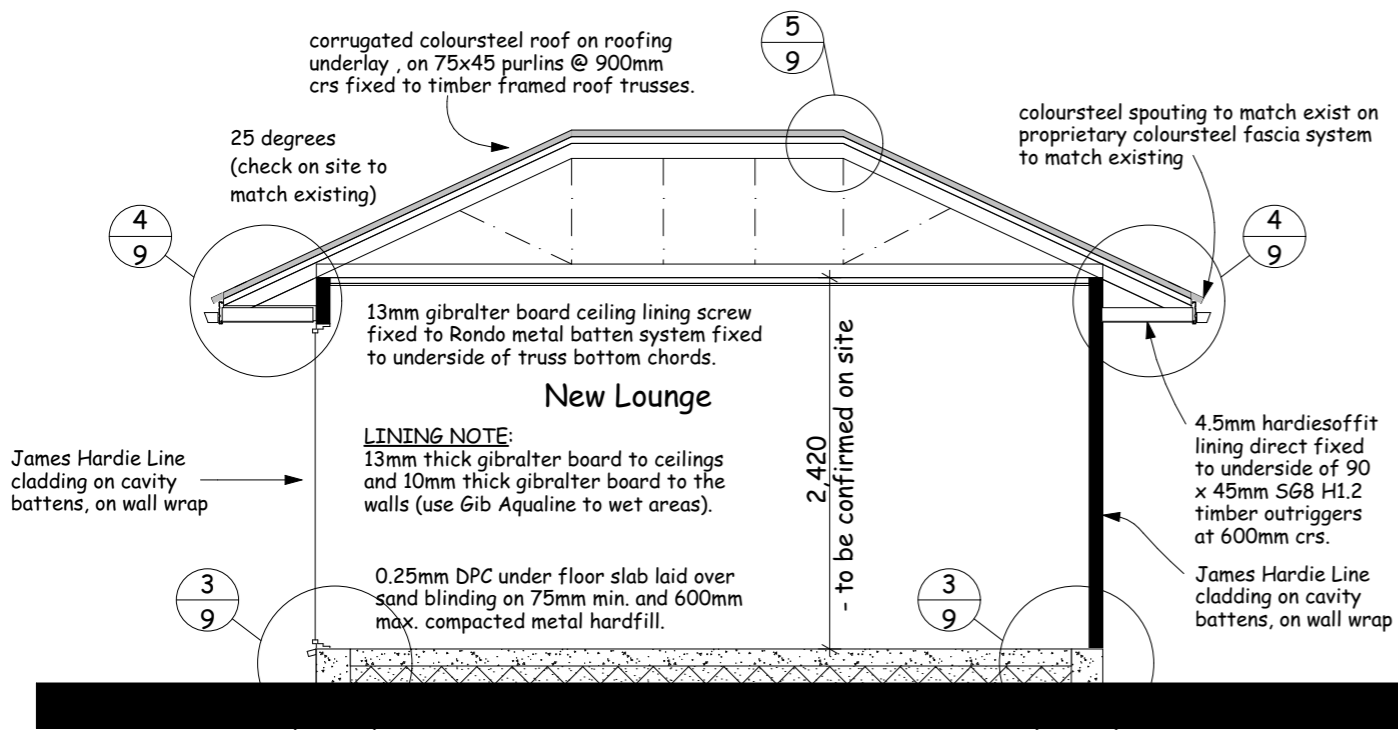 5
9
corrugated coloursteel roof on roofing
underlay , on 75x45 purlins @ 900mm
crs fixed to timber framed roof trusses.
coloursteel spouting to match exist on
proprietary coloursteel fascia system
to match existing
25 degrees
(check on site to
match existing)
4
9
4
9
13mm gibralter board ceiling lining screw
fixed to Rondo metal batten system fixed
to underside of truss bottom chords.
New Lounge
LINING NOTE:
13mm thick gibralter board to ceilings
and 10mm thick gibralter board to the
walls (use Gib Aqualine to wet areas).
2,420
- to be confirmed on site
James Hardie Line
cladding on cavity
battens, on wall wrap
4.5mm hardiesoffit
lining direct fixed
to underside of 90
x 45mm SG8 H1.2
timber outriggers
at 600mm crs.
James Hardie Line
cladding on cavity
battens, on wall wrap
0.25mm DPC under floor slab laid over
sand blinding on 75mm min. and 600mm
max. compacted metal hardfill.
3
9
3
9